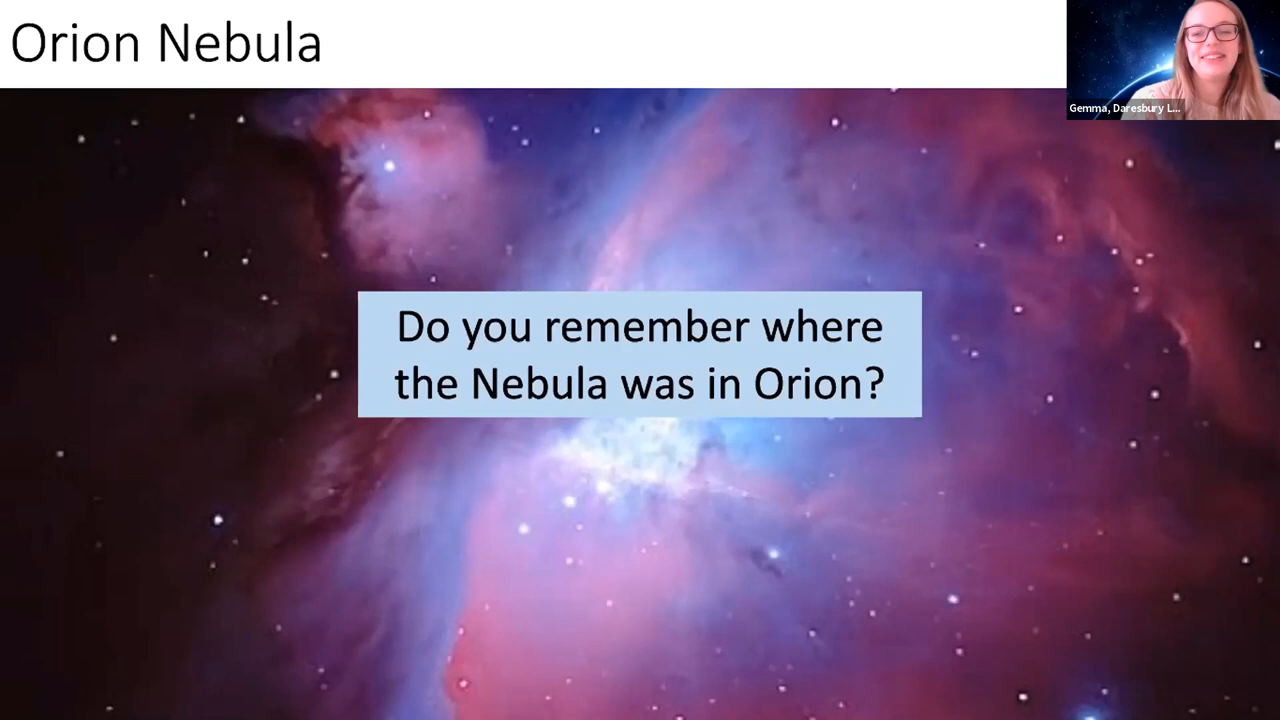 Orion Nebula
Gemma, Daresbury L...
Do you remember where
the Nebula was in Orion?